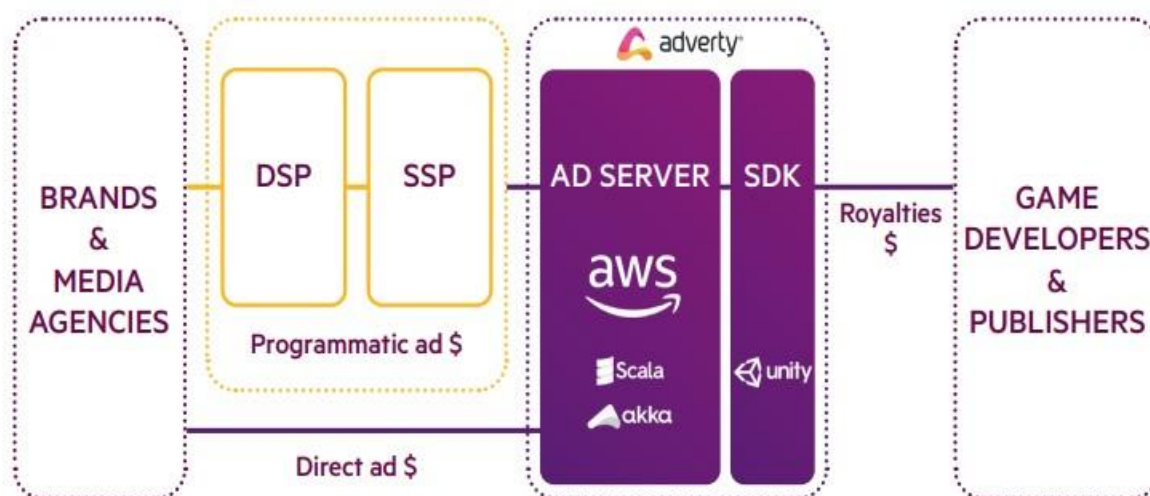 adverty
BRANDS
&
MEDIA
AGENCIES
DSP
SSP
Programmatic ad $
Direct ad $
AD SERVER
aws
Scala
akka
SDK
unity
Royalties
$
GAME
DEVELOPERS
&
PUBLISHERS